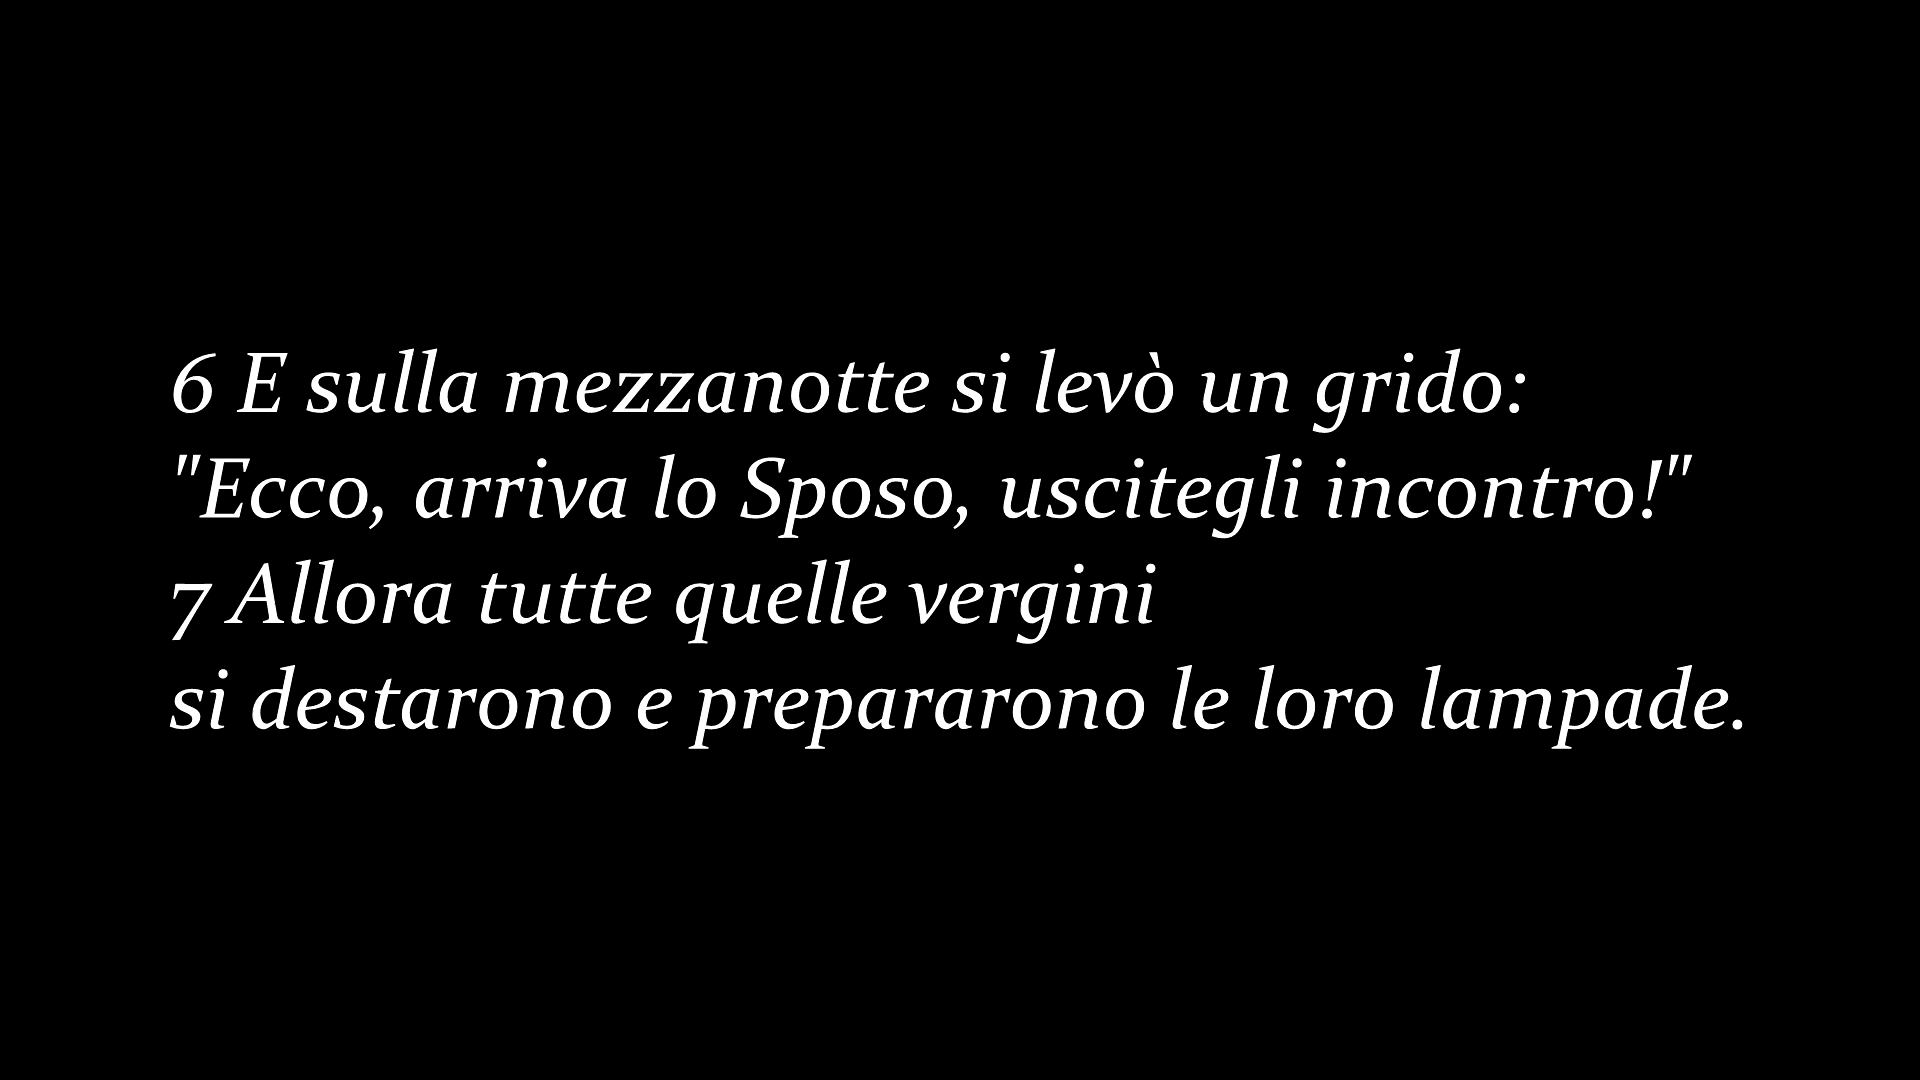 6 E sulla mezzanotte si levò un grido:
"Ecco, arriva lo Sposo, uscitegli incontro!"
7 Allora tutte quelle vergini
si destarono e prepararono le loro lampade.